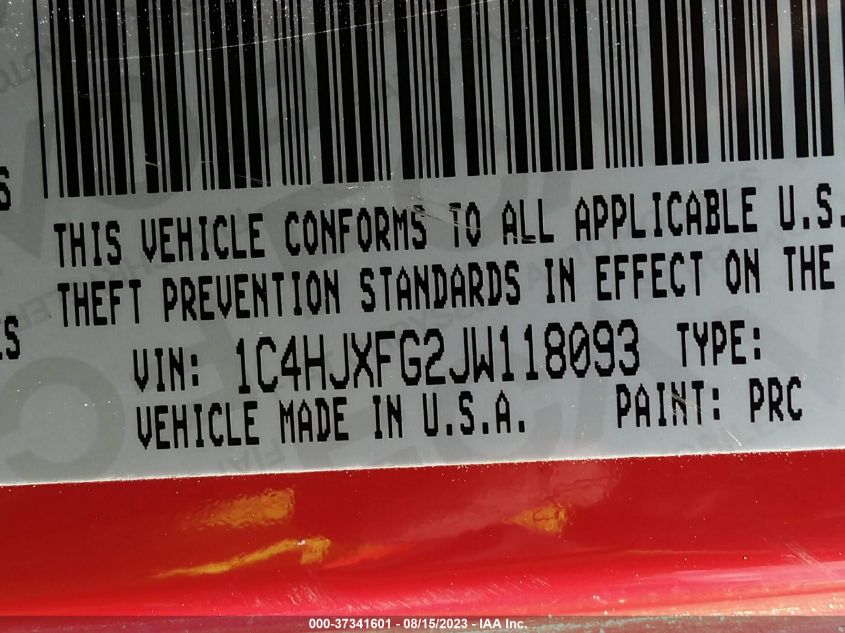 S
THIS VEHICLE CONFORMS TO ALL APPLICABLE U.S.
THEFT PREVENTION STANDARDS IN EFFECT ON THE
ES
VIN: 1C4HJXFG2JW118093 TYPE:
VEHICLE MADE IN U.S.A. PAINT: PRC
000-37341601 - 08/15/2023 - IAA Inc.